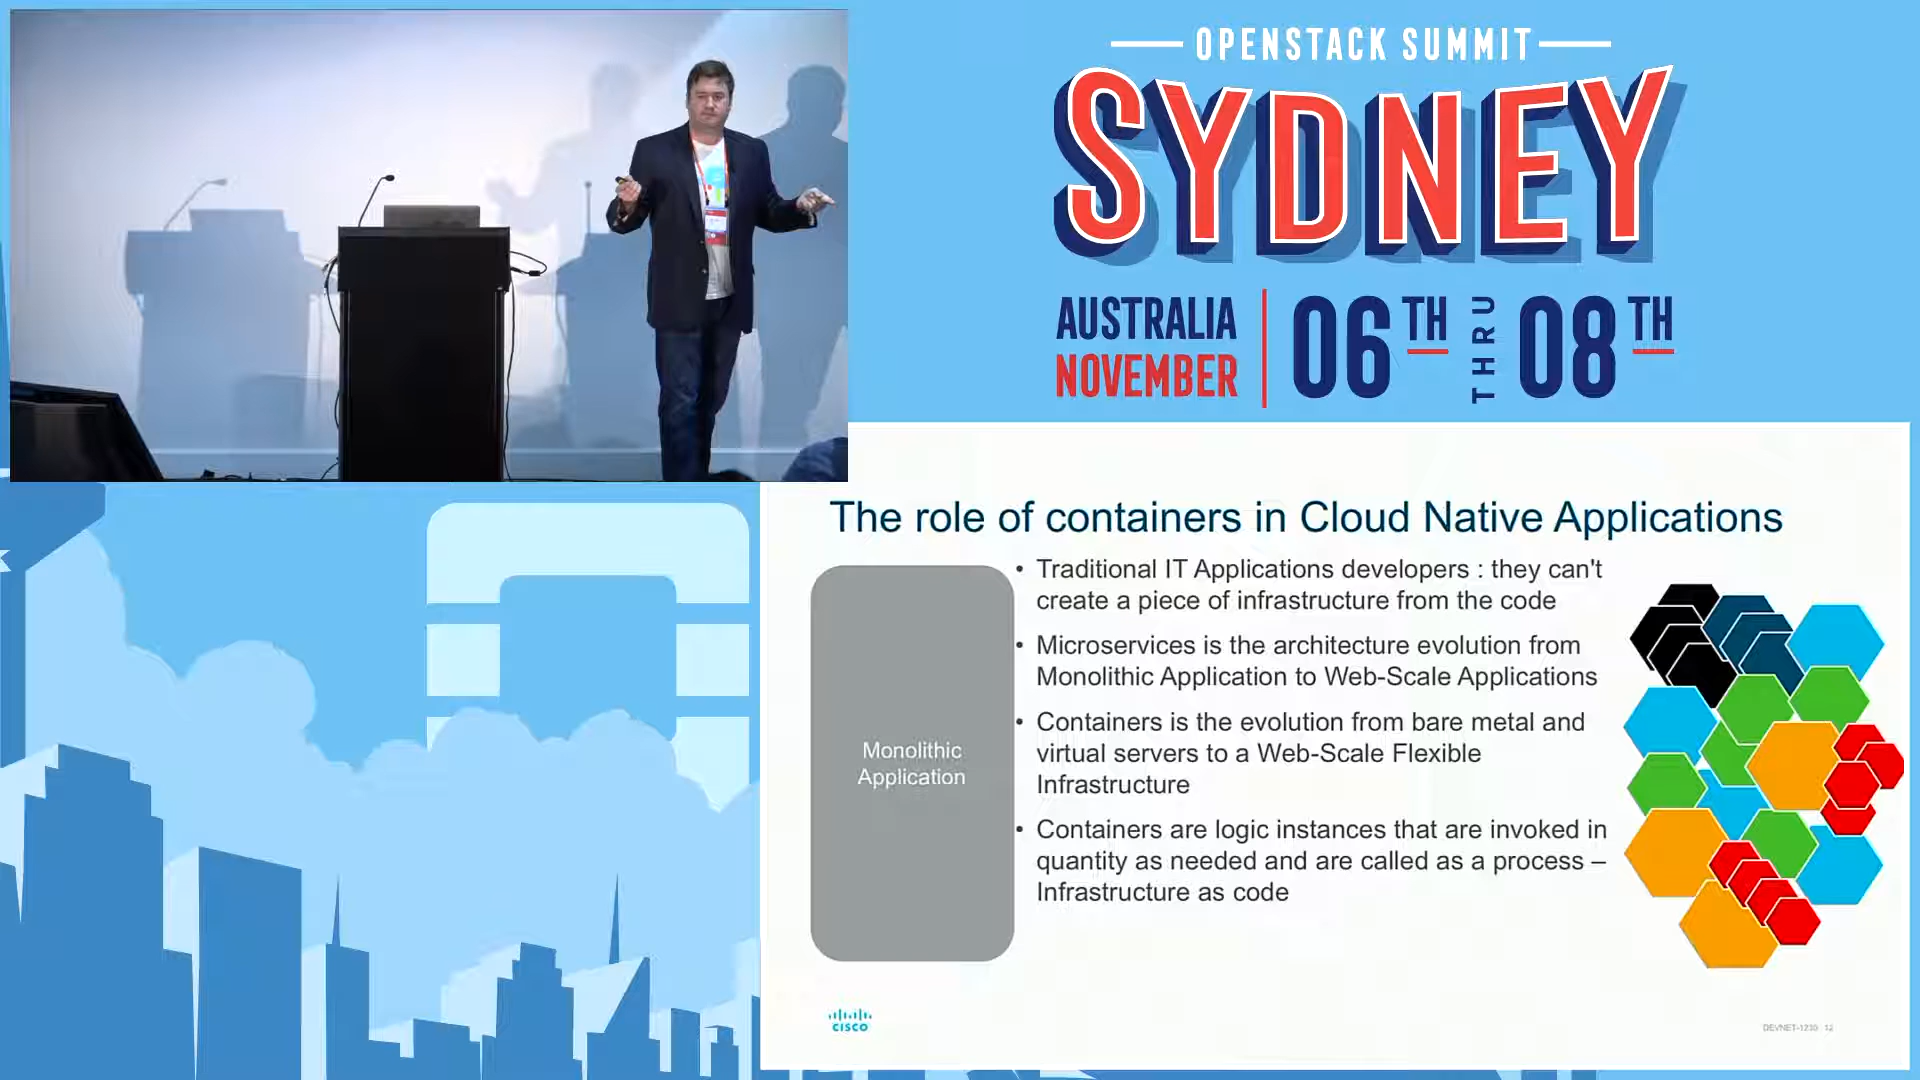 OPENSTACK SUMMIT
SYDNEY
AUSTRALIA
NOVEMBER
06TH THRU 08TH
The role of containers in Cloud Native Applications
Monolithic
Application
• Traditional IT Applications developers : they can't
create a piece of infrastructure from the code
• Microservices is the architecture evolution from
Monolithic Application to Web-Scale Applications
• Containers is the evolution from bare metal and
virtual servers to a Web-Scale Flexible
Infrastructure
• Containers are logic instances that are invoked in
quantity as needed and are called as a process –
Infrastructure as code
CISCO
DEVNET-1230 12